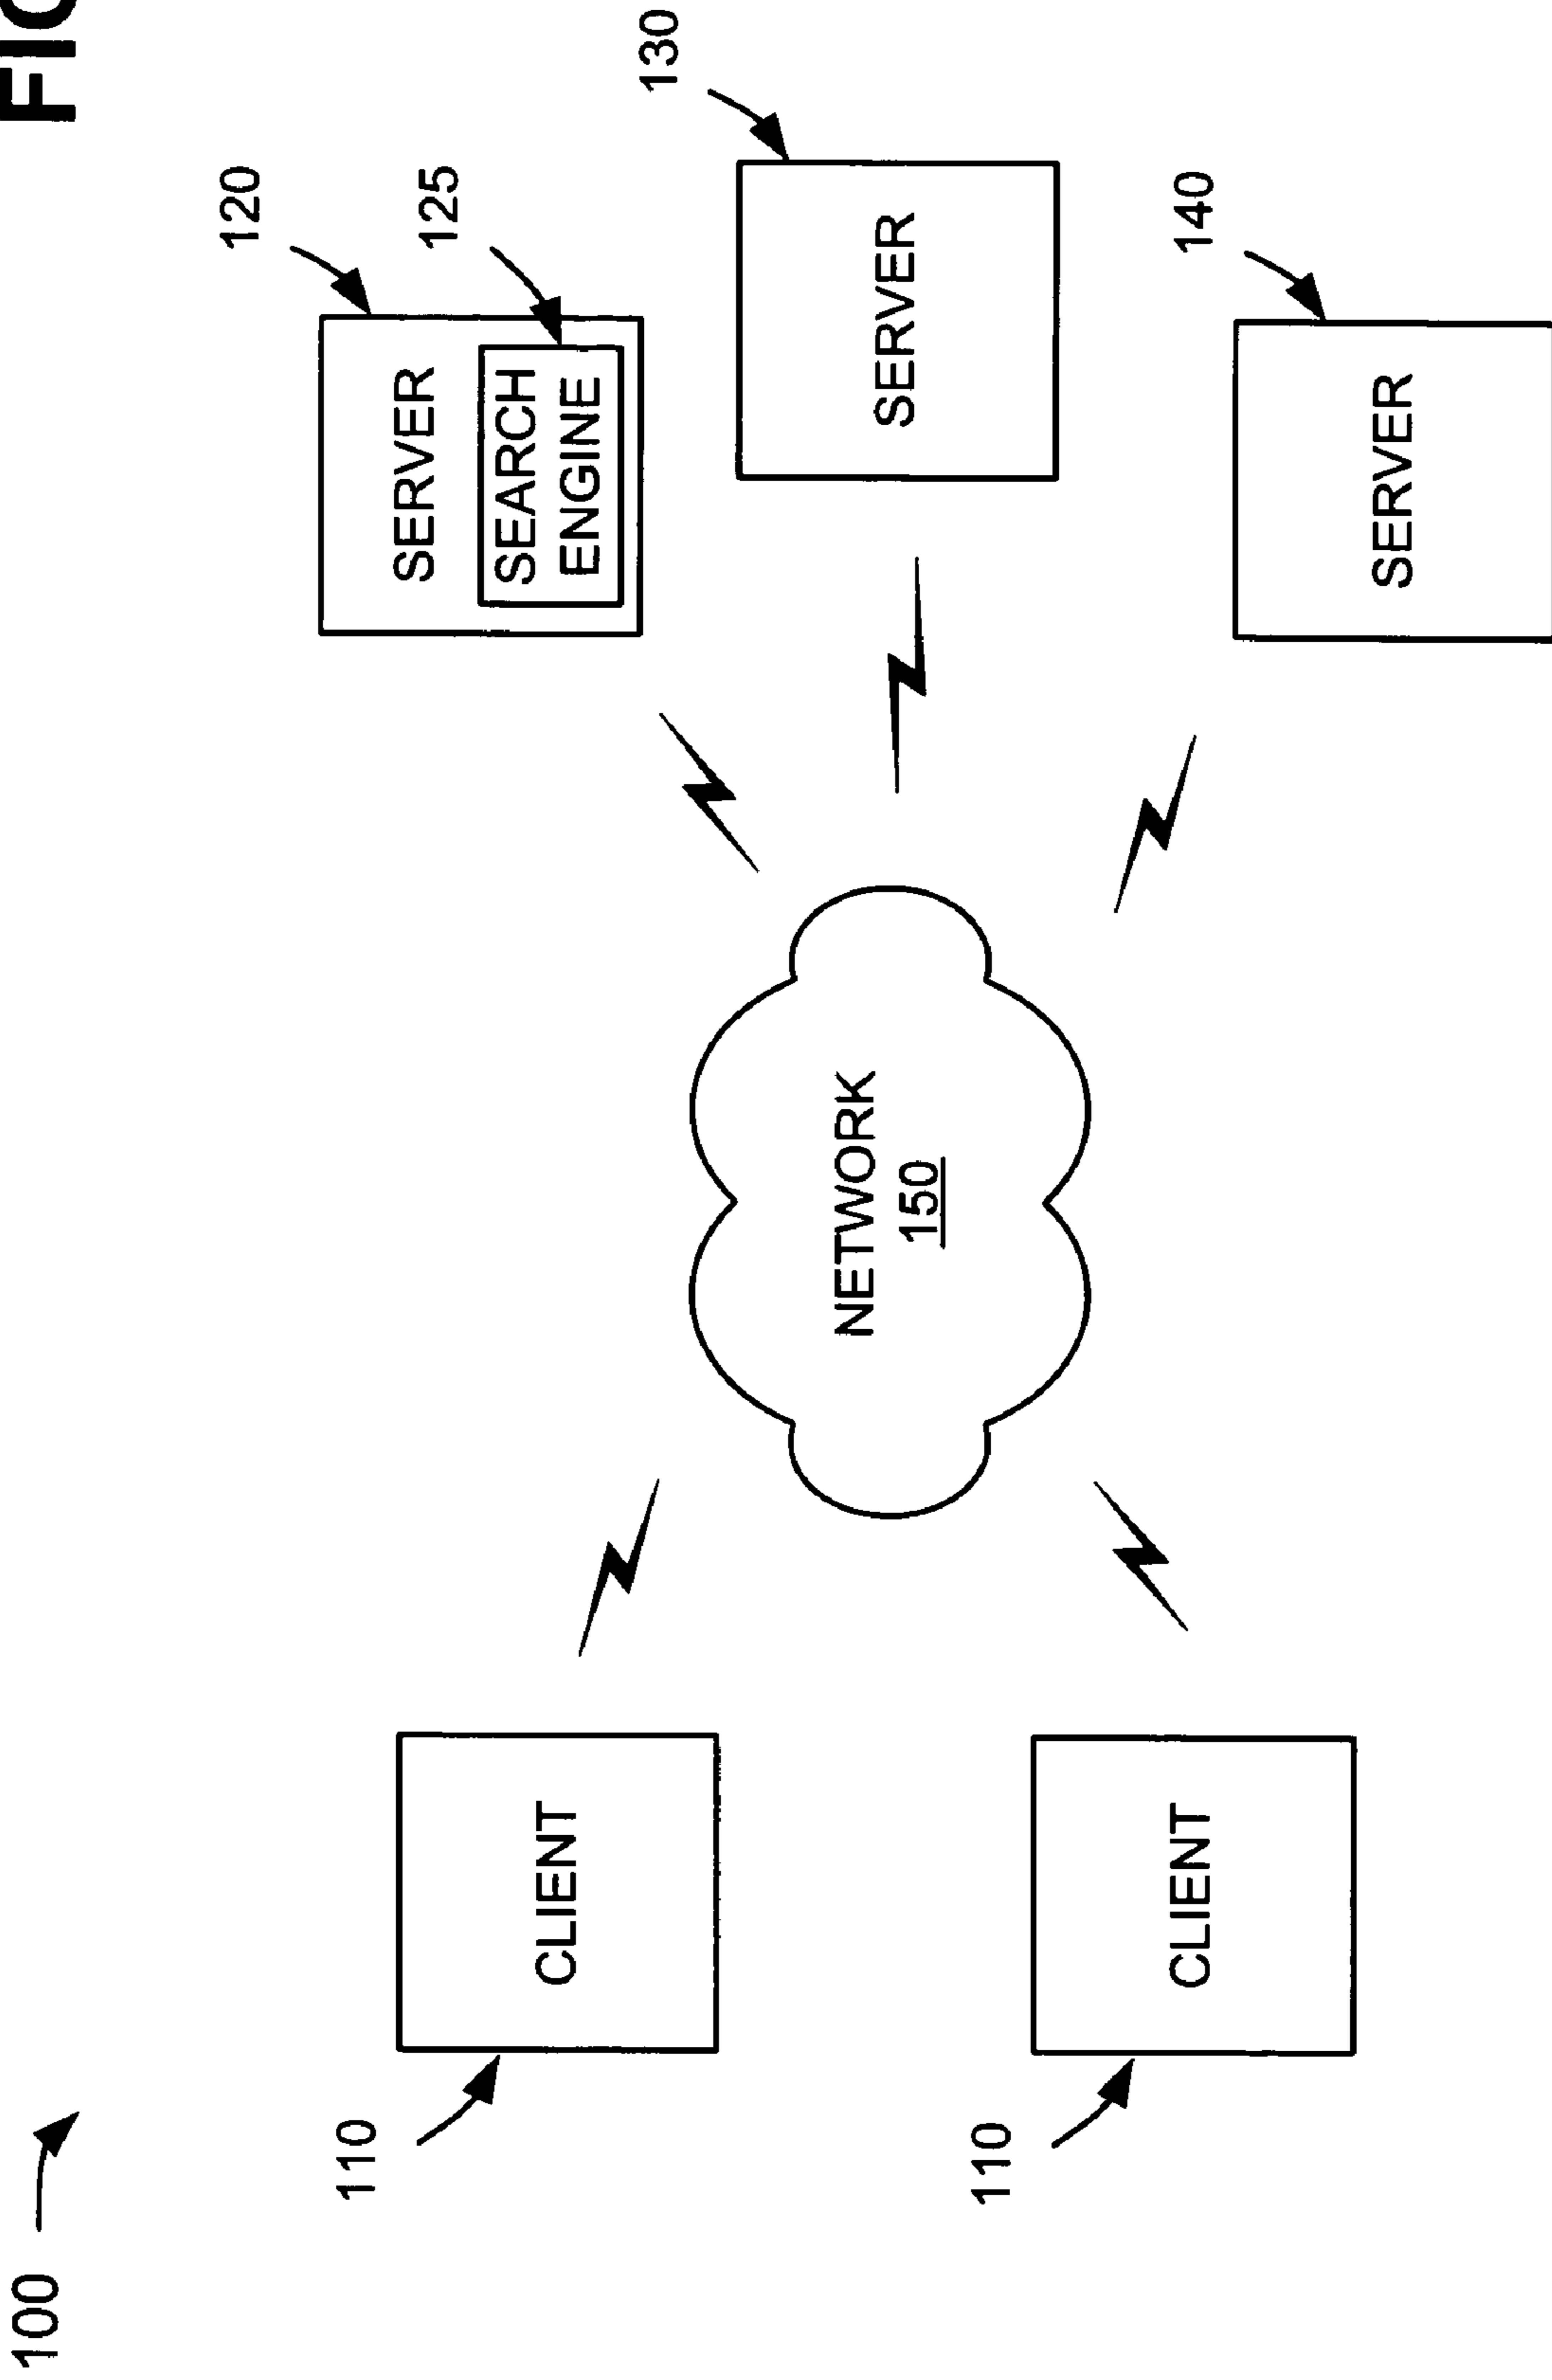 FIG
100
120
SERVER
125
SEARCH
ENGINE
130
SERVER
140
SERVER
NETWORK
150
110
CLIENT
110
CLIENT